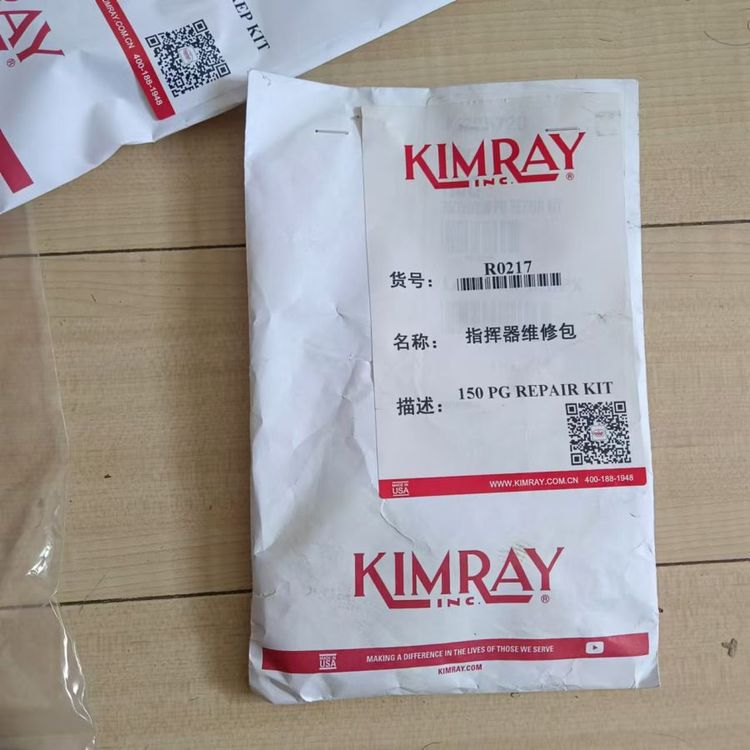 KIMRAY.COM.CN 400-188-1948
REP KIT
KIMRAY
INC. ®
货号： R0217
名称： 指挥器维修包
描述： 150 PG REPAIR KIT
MADE IN
USA
WWW.KIMRAY.COM.CN 400-188-1948
KIMRAY
INC. ®
MADE IN
USA
MAKING A DIFFERENCE IN THE LIVES OF THOSE WE SERVE
KIMRAY.COM